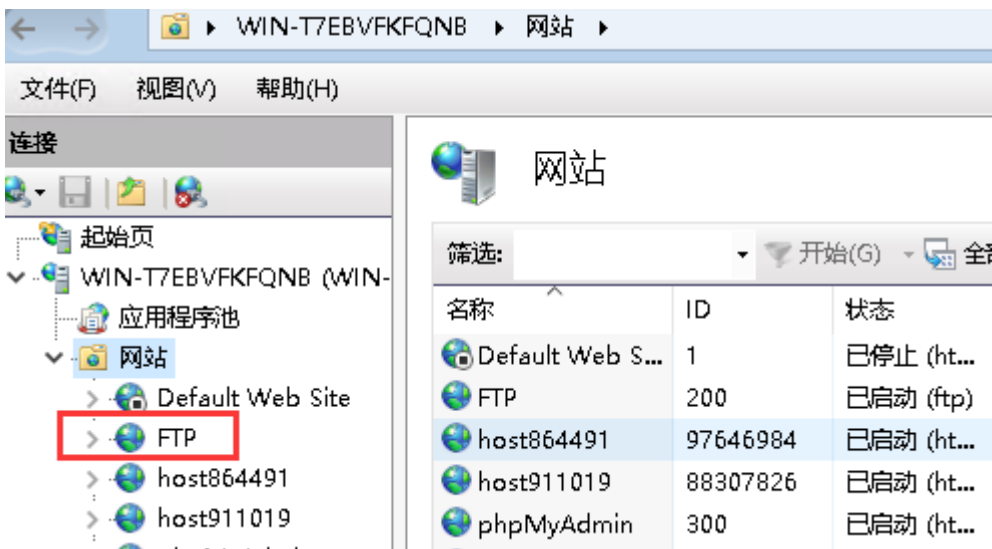 WIN-T7EBVFKFQNB 网站
文件(F) 视图(V) 帮助(H)
连接
起始页
WIN-T7EBVFKFQNB (WIN-
应用程序池
网站
Default Web Site
FTP
host864491
host911019
网站
筛选: 开始(G) 全部
名称 ID 状态
Default Web S... 1 已停止 (ht...
FTP 200 已启动 (ftp)
host864491 97646984 已启动 (ht...
host911019 88307826 已启动 (ht...
phpMyAdmin 300 已启动 (ht...